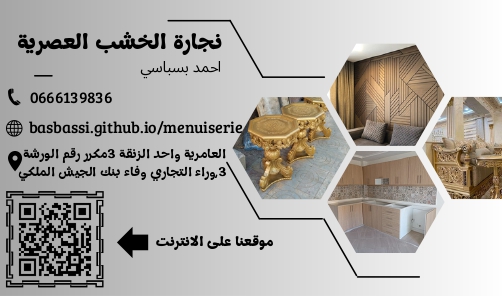 نجارة الخشب العصرية
احمد بسباسي
0666139836
basbassi.github.io/menuiserie
العامرية واحد الزنقة 3مكرر رقم الورشة
3,وراء التجاري وفاء بنك الجيش الملكي
موقعنا على الانترنت